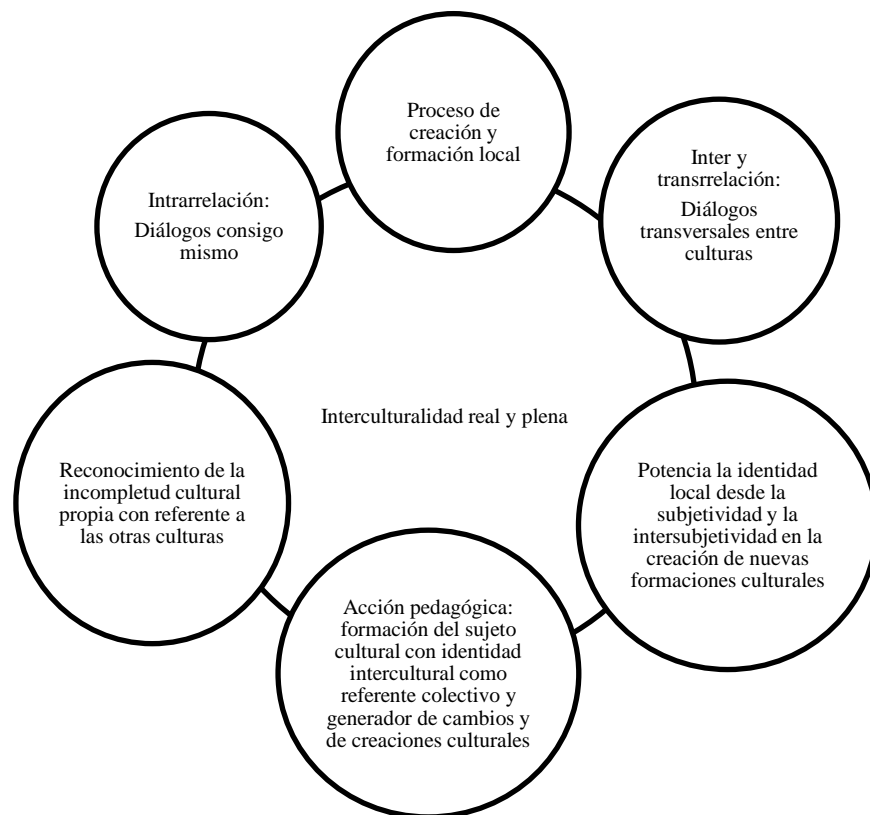 Proceso de
creación y
formación local
Inter y
transrrelación:
Diálogos
transversales entre
culturas
Potencia la identidad
local desde la
subjetividad y la
intersubjetividad en la
creación de nuevas
formaciones culturales
Acción pedagógica:
formación del sujeto
cultural con identidad
intercultural como
referente colectivo y
generador de cambios y
de creaciones culturales
Reconocimiento de la
incompletud cultural
propia con referente a
las otras culturas
Intrarrelación:
Diálogos consigo
mismo
Interculturalidad real y plena